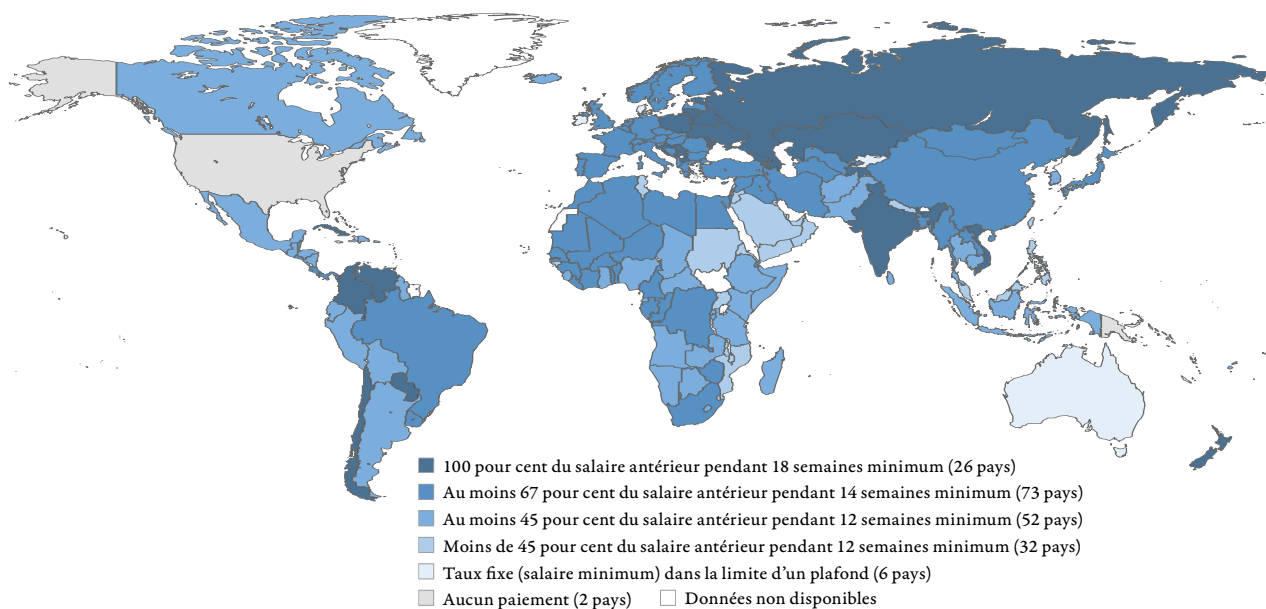 100 pour cent du salaire antérieur pendant 18 semaines minimum (26 pays)
Au moins 67 pour cent du salaire antérieur pendant 14 semaines minimum (73 pays)
Au moins 45 pour cent du salaire antérieur pendant 12 semaines minimum (52 pays)
Moins de 45 pour cent du salaire antérieur pendant 12 semaines minimum (32 pays)
Taux fixe (salaire minimum) dans la limite d’un plafond (6 pays)
Aucun paiement (2 pays) Données non disponibles